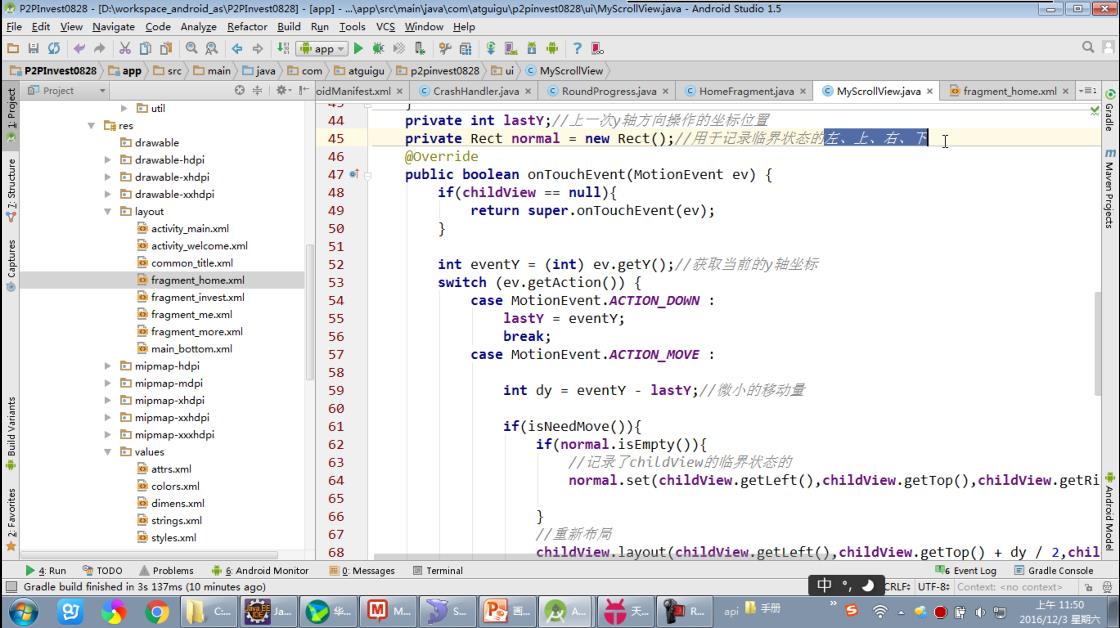 P2PInvest0828 - [D:\workspace_android_as\P2PInvest0828] - [app] - ...\app\src\main\java\com\atguigu\p2pinvest0828\ui\MyScrollView.java - Android Studio 1.5
File Edit View Navigate Code Analyze Refactor Build Run Tools VCS Window Help
app
P2PInvest0828 app src main java com atguigu p2pinvest0828 ui MyScrollView
Project
oidManifest.xml CrashHandler.java RoundProgress.java HomeFragment.java MyScrollView.java fragment_home.xml
1: Project
7: Structure
Captures
Build Variants
2: Favorites
util
res
drawable
drawable-hdpi
drawable-xhdpi
drawable-xxhdpi
layout
activity_main.xml
activity_welcome.xml
common_title.xml
fragment_home.xml
fragment_invest.xml
fragment_me.xml
fragment_more.xml
main_bottom.xml
mipmap-hdpi
mipmap-mdpi
mipmap-xhdpi
mipmap-xxhdpi
mipmap-xxxhdpi
values
attrs.xml
colors.xml
dimens.xml
strings.xml
styles.xml
44 private int lastY;//上一次y轴方向操作的坐标位置
45 private Rect normal = new Rect();//用于记录临界状态的左、上、右、下
46 @Override
47 public boolean onTouchEvent(MotionEvent ev) {
48 if(childView == null){
49 return super.onTouchEvent(ev);
50 }
51
52 int eventY = (int) ev.getY();//获取当前的y轴坐标
53 switch (ev.getAction()) {
54 case MotionEvent.ACTION_DOWN :
55 lastY = eventY;
56 break;
57 case MotionEvent.ACTION_MOVE :
58
59 int dy = eventY - lastY;//微小的移动量
60
61 if(isNeedMove()){
62 if(normal.isEmpty()){
63 //记录了childView的临界状态的
64 normal.set(childView.getLeft(),childView.getTop(),childView.getRi
65
66 }
67 //重新布局
68 childView.layout(childView.getLeft(),childView.getTop() + dy / 2,chil
Gradle
Maven Projects
Android Model
4: Run TODO Problems 6: Android Monitor 0: Messages Terminal 6 Event Log Gradle Console
Gradle build finished in 3s 137ms (10 minutes ago)
中 °,
CRLF÷ UTF-8÷ Context: <no context>
C... Ja... 华... M... S... 画... A... 天... R... api 手册
上午 11:50
2016/12/3 星期六